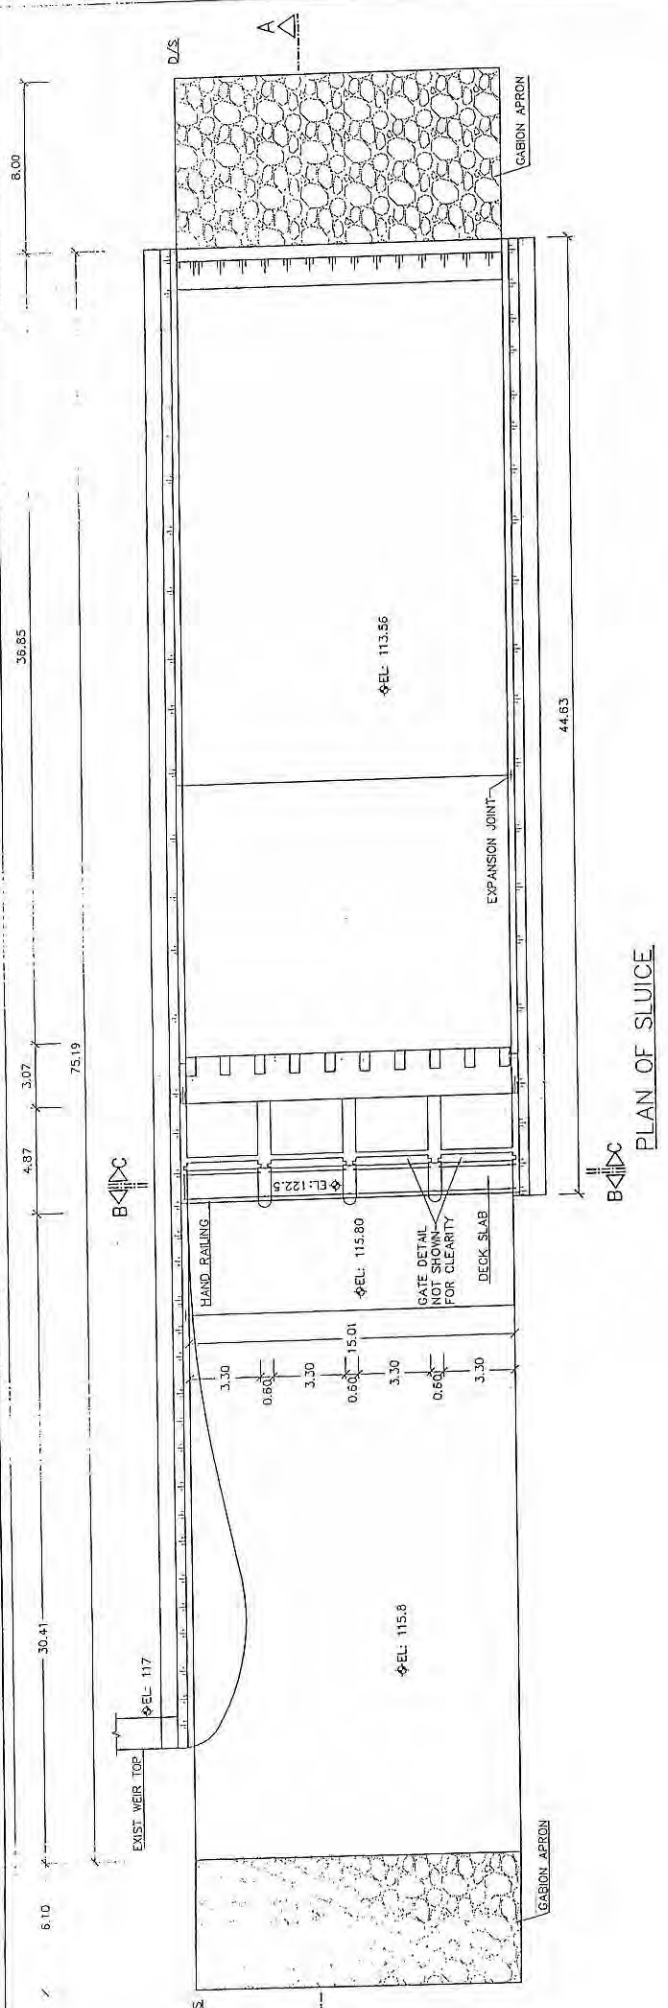 A
D/S
8.00
GABION APRON
36.85
EL: 113.56
44.63
EXPANSION JOINT
75.19
3.07
4.87
B C
EL:122.5
HAND RAILING
EL: 115.80
GATE DETAIL
NOT SHOWN
FOR CLEARITY
DECK SLAB
B C
PLAN OF SLUICE
15.01
3.30
0.60
3.30
0.60
3.30
0.60
3.30
30.41
EL: 117
EXIST WEIR TOP
EL: 115.8
GABION APRON
6.10